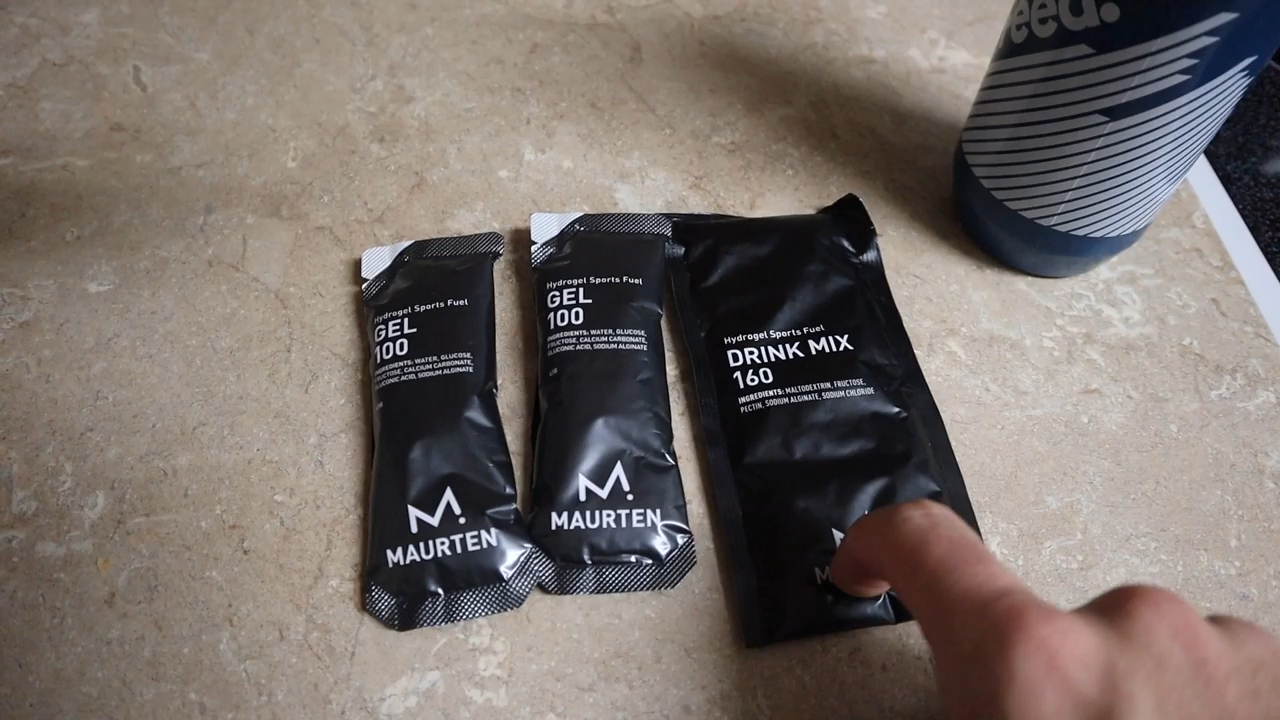 eed.
Hydrogel Sports Fuel
GEL
100
INGREDIENTS: WATER, GLUCOSE,
FRUCTOSE, CALCIUM CARBONATE,
GLUCONIC ACID, SODIUM ALGINATE
MAURTEN
Hydrogel Sports Fuel
GEL
100
INGREDIENTS: WATER, GLUCOSE,
FRUCTOSE, CALCIUM CARBONATE,
GLUCONIC ACID, SODIUM ALGINATE
MAURTEN
Hydrogel Sports Fuel
DRINK MIX
160
INGREDIENTS: MALTODEXTRIN, FRUCTOSE,
PECTIN, SODIUM ALGINATE, SODIUM CHLORIDE
M